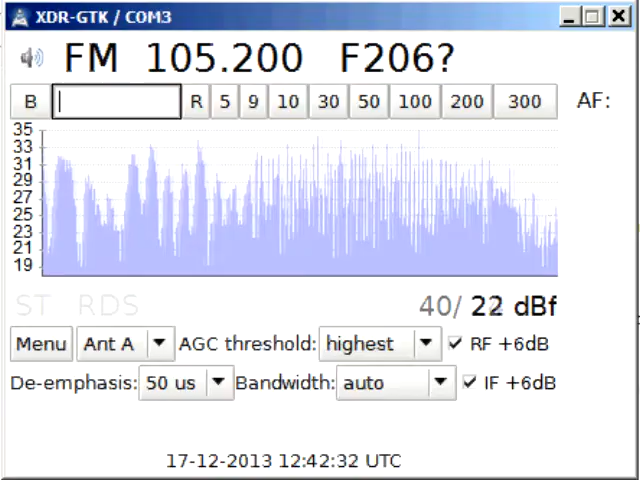 XDR-GTK / COM3
FM 105.200 F206?
B R 5 9 10 30 50 100 200 300 AF:
35
33
31
29
27
25
23
21
19
ST RDS 40/ 22 dBf
Menu Ant A AGC threshold: highest RF +6dB
De-emphasis: 50 us Bandwidth: auto IF +6dB
17-12-2013 12:42:32 UTC